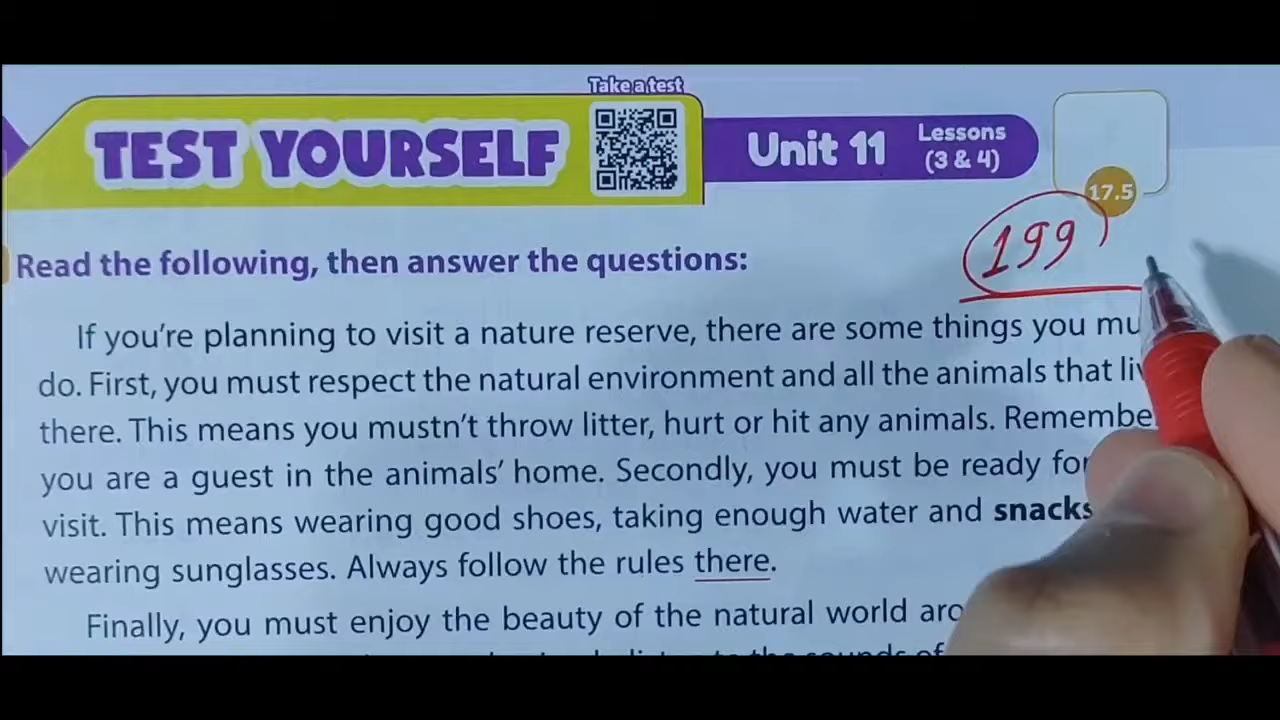 Take a test
TEST YOURSELF
Unit 11
Lessons
(3 & 4)
17.5
199
Read the following, then answer the questions:
If you're planning to visit a nature reserve, there are some things you
do. First, you must respect the natural environment and all the animals that
there. This means you mustn't throw litter, hurt or hit any animals.
you are a guest in the animals' home. Secondly, you must be ready
visit. This means wearing good shoes, taking enough water and snacks
wearing sunglasses. Always follow the rules there.
Finally, you must enjoy the beauty of the natural world
the sounds of